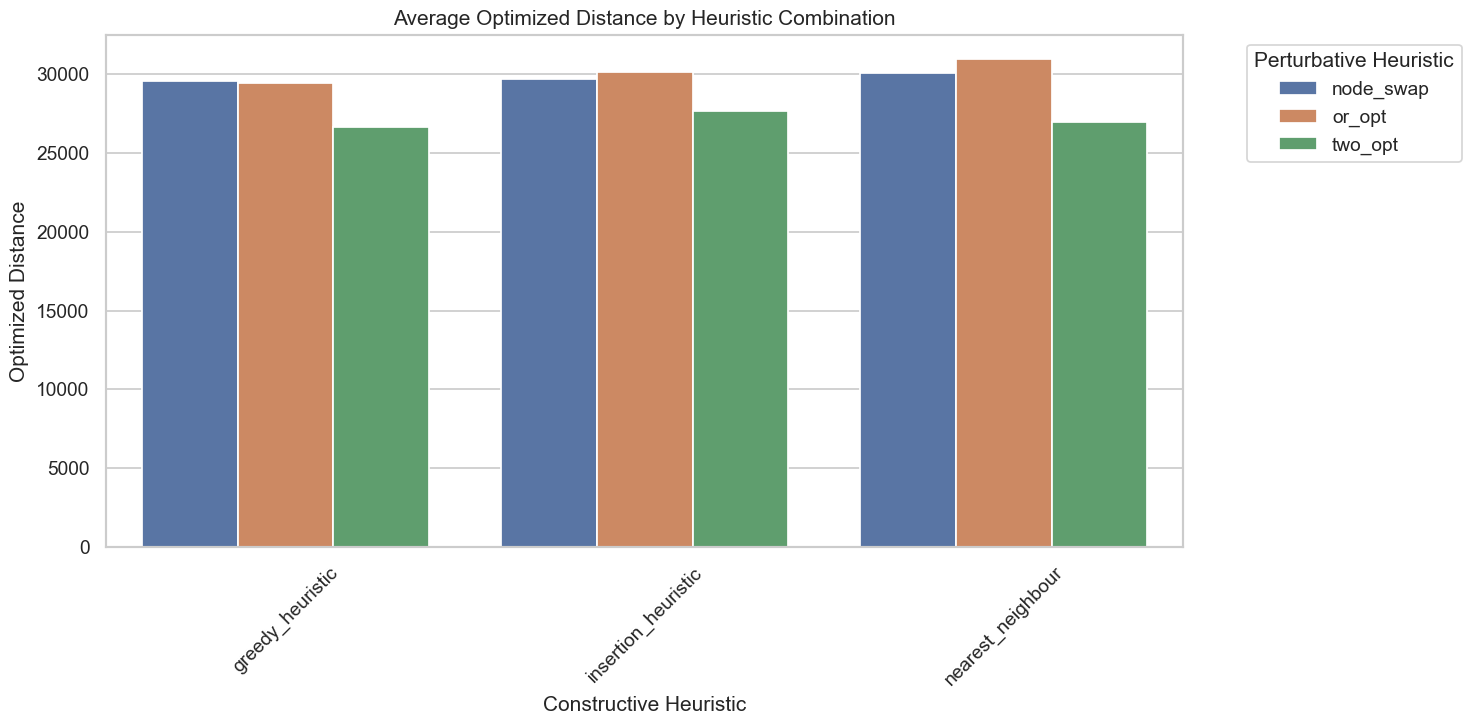 Average Optimized Distance by Heuristic Combination
Perturbative Heuristic
node_swap
or_opt
two_opt
Optimized Distance
30000
25000
20000
15000
10000
5000
0
greedy_heuristic
insertion_heuristic
nearest_neighbour
Constructive Heuristic